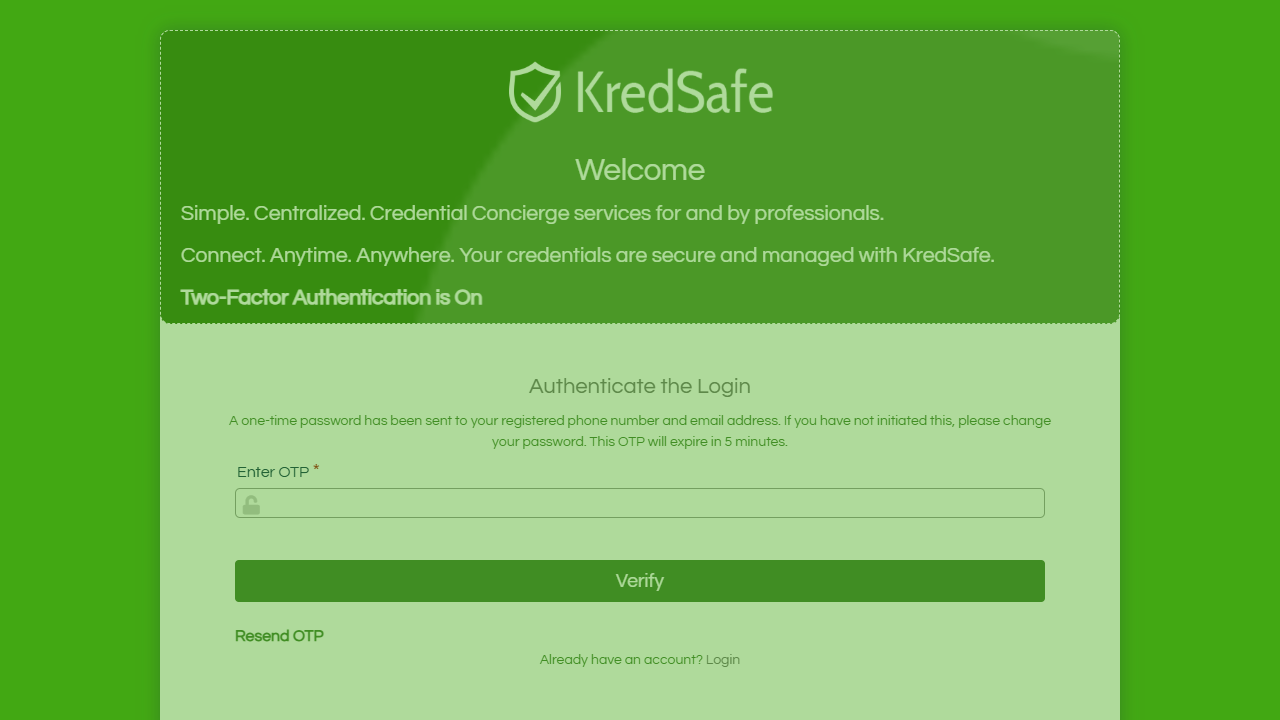 KredSafe
Welcome
Simple. Centralized. Credential Concierge services for and by professionals.
Connect. Anytime. Anywhere. Your credentials are secure and managed with KredSafe.
Two-Factor Authentication is On
Authenticate the Login
A one-time password has been sent to your registered phone number and email address. If you have not initiated this, please change
your password. This OTP will expire in 5 minutes.
Enter OTP *
Verify
Resend OTP
Already have an account? Login